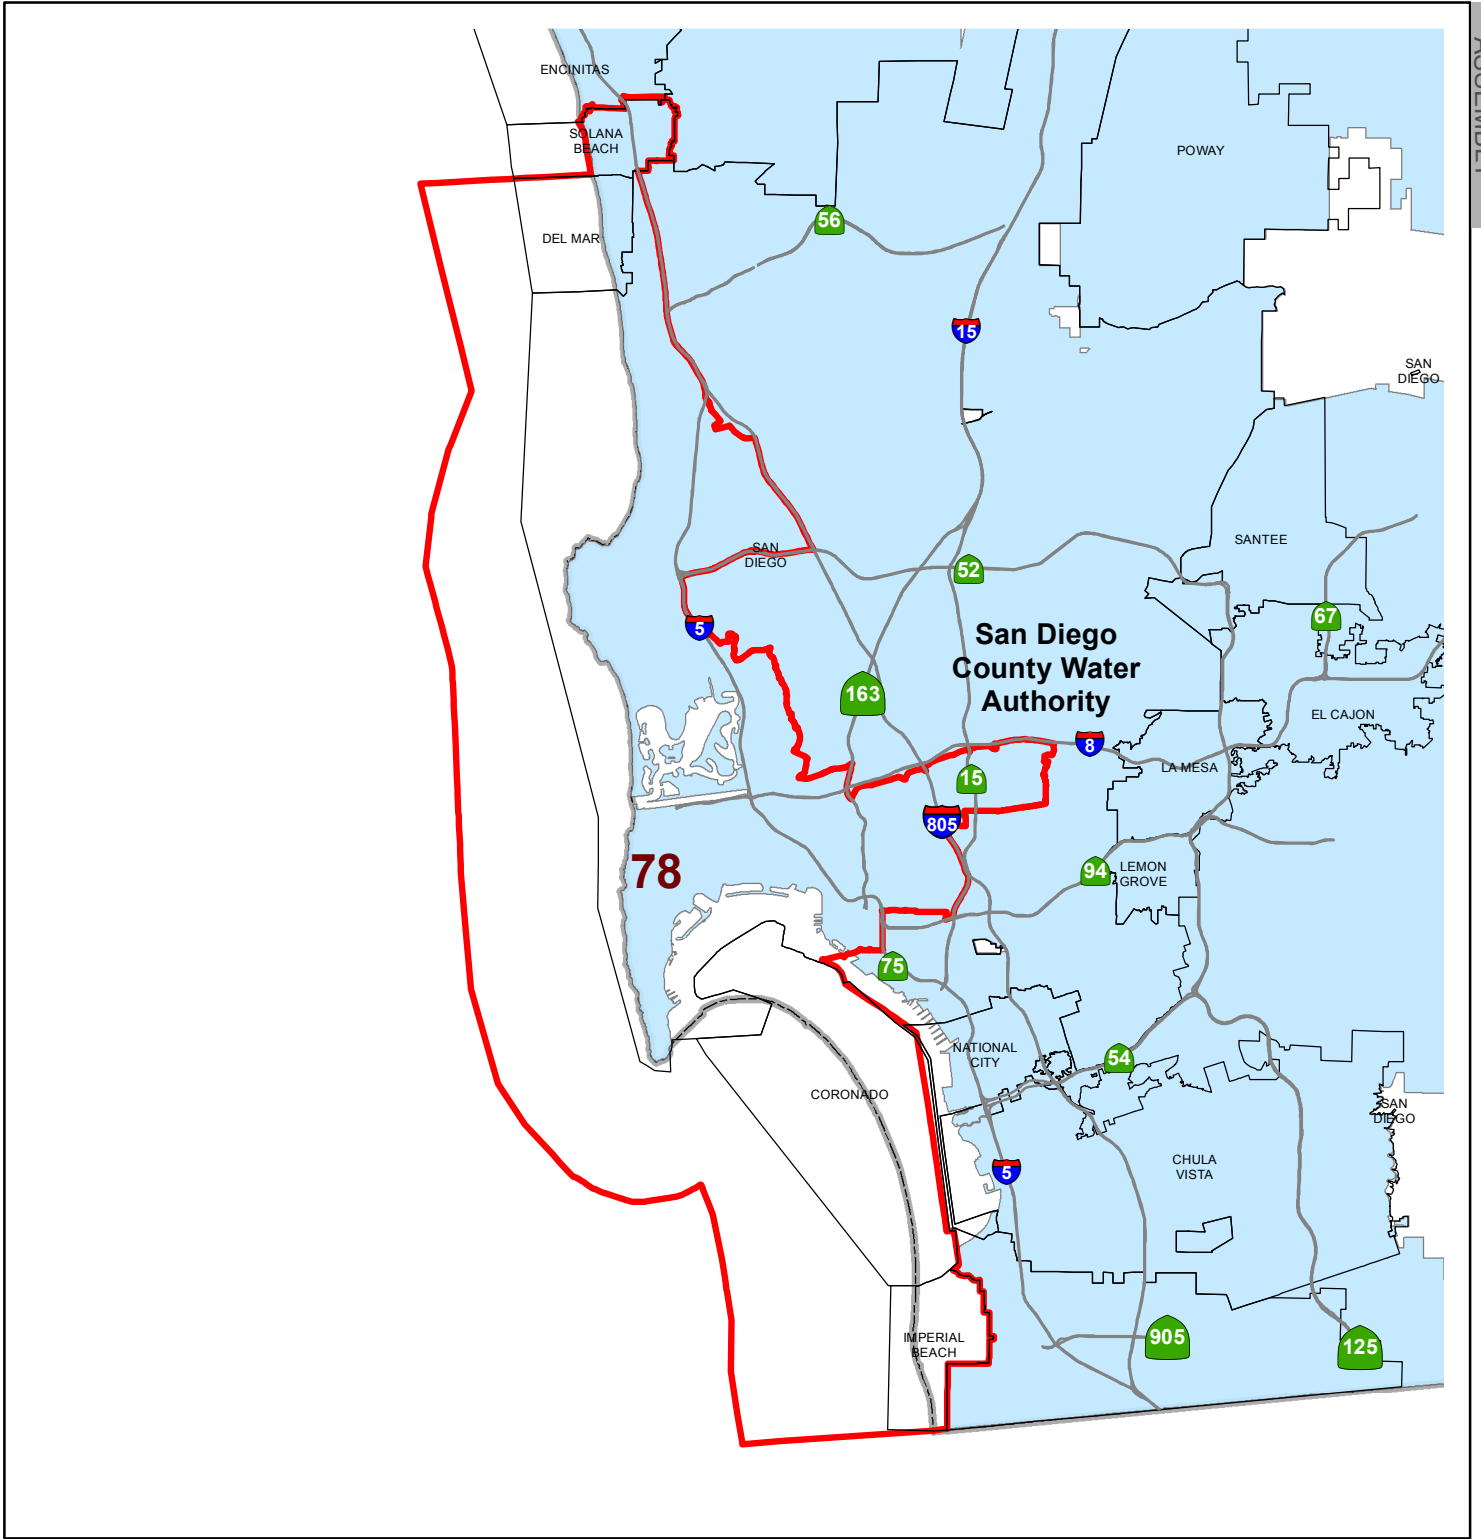 ENCINITAS
SOLANA
BEACH
POWAY
56
DEL MAR
15
SAN
DIEGO
SAN
DIEGO
52
SANTEE
67
5
San Diego
County Water
Authority
163
EL CAJON
8
LA MESA
15
805
78
94
LEMON
GROVE
75
NATIONAL
CITY
54
CORONADO
SAN
DIEGO
CHULA
VISTA
5
IMPERIAL
BEACH
905
125